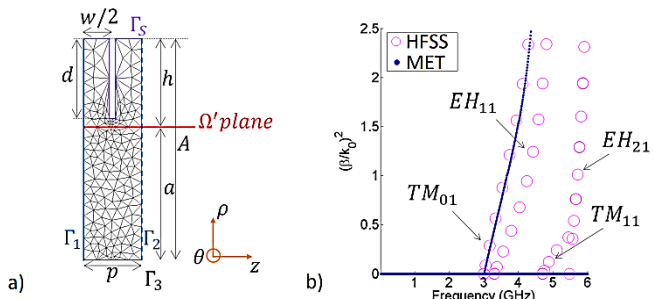 w/2
Γ_S
d
h
Ω′plane
A
a
Γ_1
Γ_2
ρ
θ
z
p
Γ_3
a)
(β/k_0)^2
2.5
2
1.5
1
0.5
0
HFSS
MET
EH_11
EH_21
TM_01
TM_11
0
1
2
3
4
5
6
Frequency (GHz)
b)